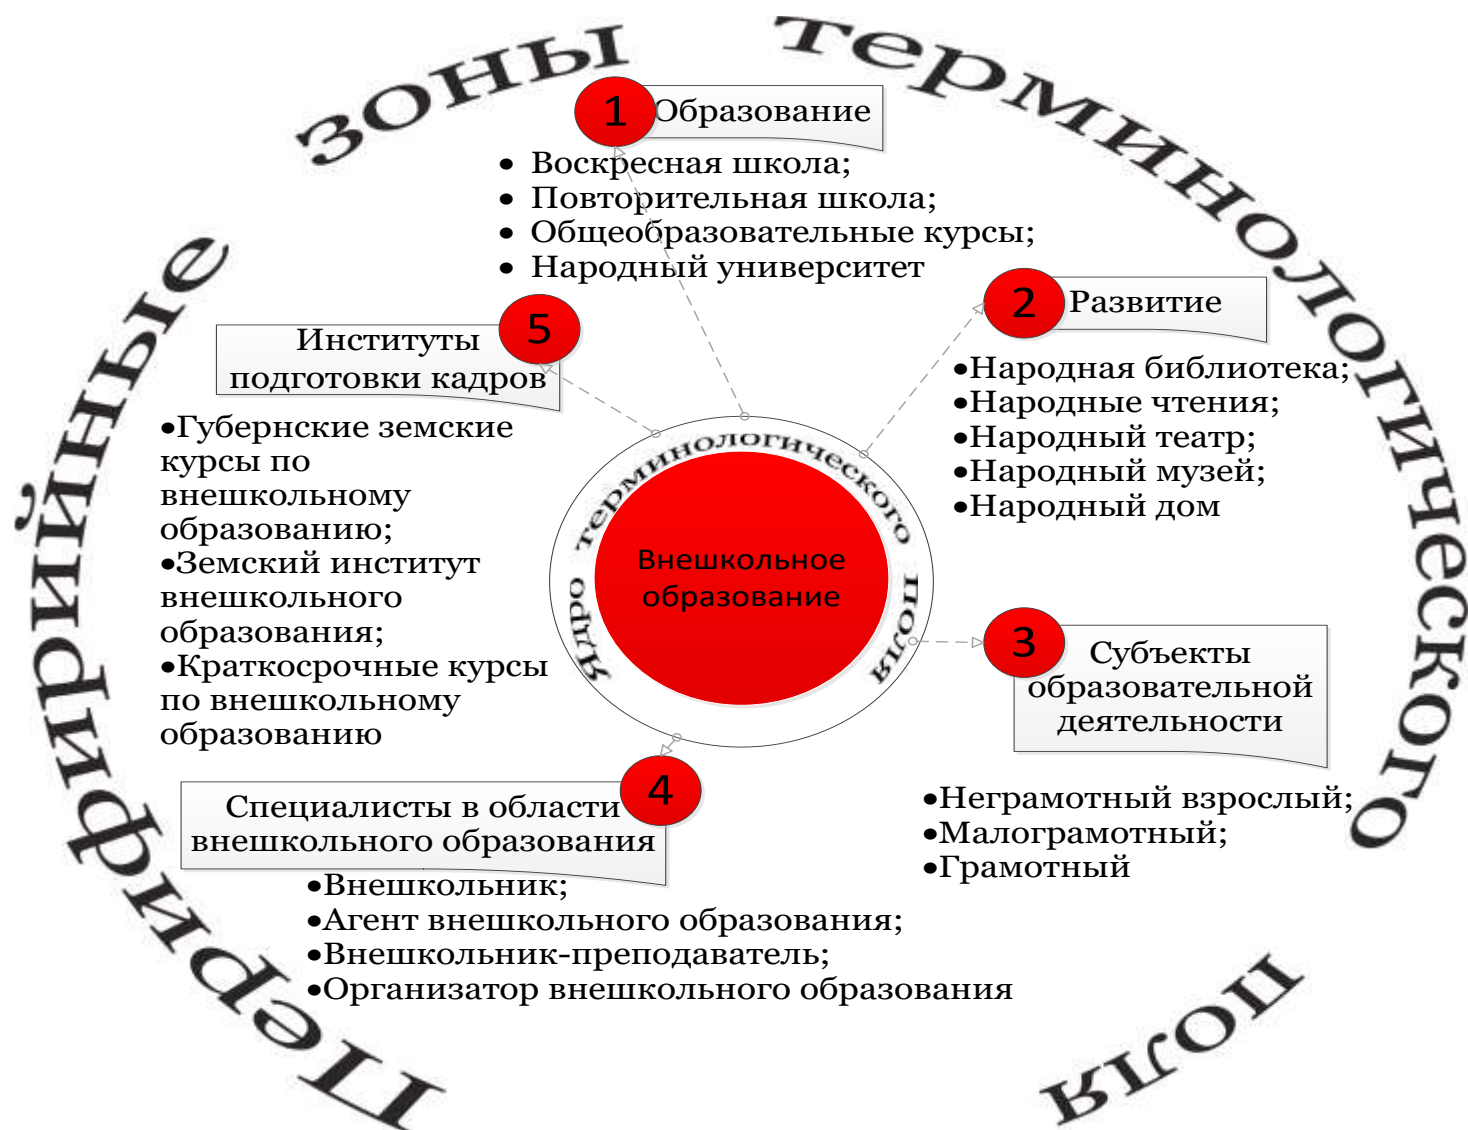 Перифирийные зоны терминологического поля
1
Образование
• Воскресная школа;
• Повторительная школа;
• Общеобразовательные курсы;
• Народный университет
2
Развитие
•Народная библиотека;
•Народные чтения;
•Народный театр;
•Народный музей;
•Народный дом
5
Институты
подготовки кадров
•Губернские земские
курсы по
внешкольному
образованию;
•Земский институт
внешкольного
образования;
•Краткосрочные курсы
по внешкольному
образованию
Ядро терминологического поля
Внешкольное
образование
3
Субъекты
образовательной
деятельности
•Неграмотный взрослый;
•Малограмотный;
•Грамотный
4
Специалисты в области
внешкольного образования
•Внешкольник;
•Агент внешкольного образования;
•Внешкольник-преподаватель;
•Организатор внешкольного образования